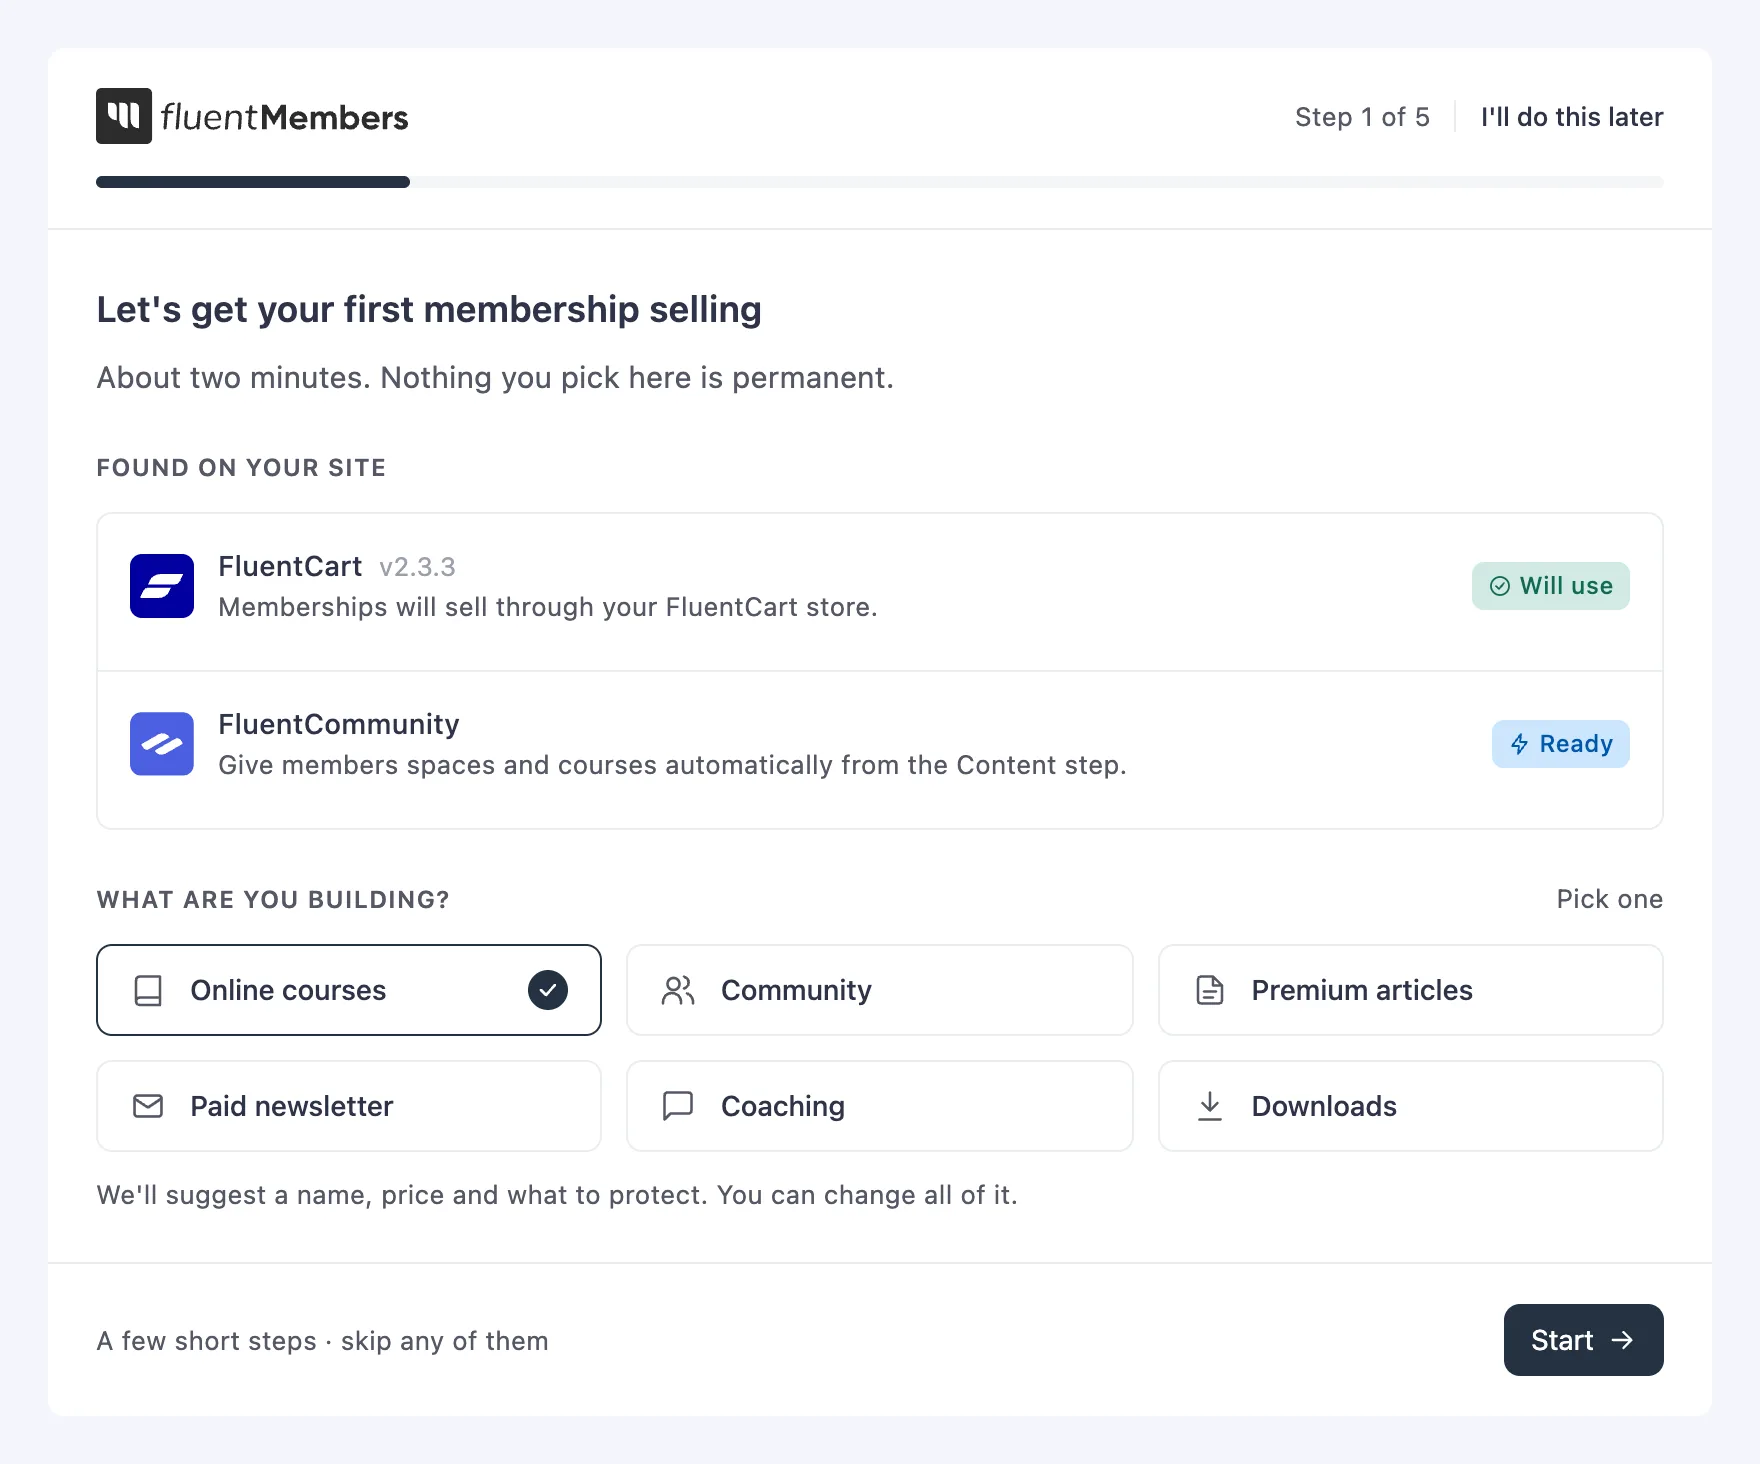 fluentMembers
Step 1 of 5
I'll do this later
Let's get your first membership selling
About two minutes. Nothing you pick here is permanent.
FOUND ON YOUR SITE
FluentCart v2.3.3
Memberships will sell through your FluentCart store.
Will use
FluentCommunity
Give members spaces and courses automatically from the Content step.
Ready
WHAT ARE YOU BUILDING?
Pick one
Online courses
Community
Premium articles
Paid newsletter
Coaching
Downloads
We'll suggest a name, price and what to protect. You can change all of it.
A few short steps · skip any of them
Start →